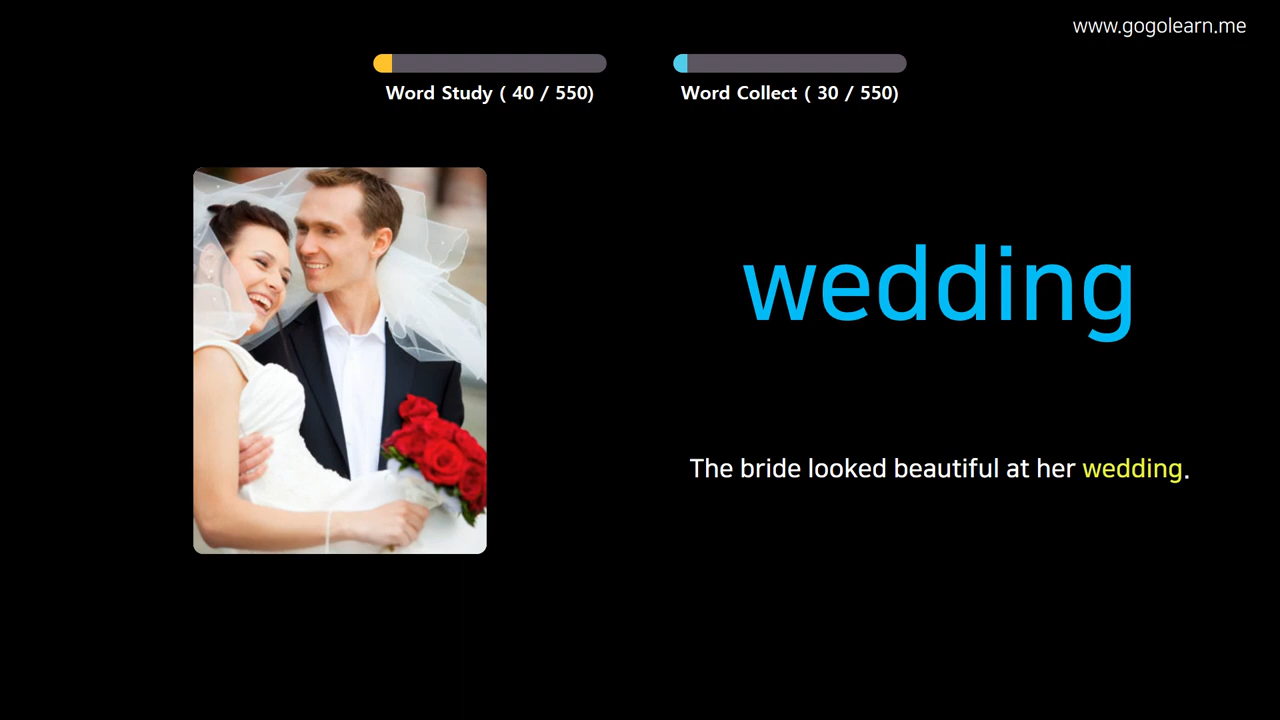 www.gogolearn.me
Word Study ( 40 / 550)
Word Collect ( 30 / 550)
wedding
The bride looked beautiful at her wedding.